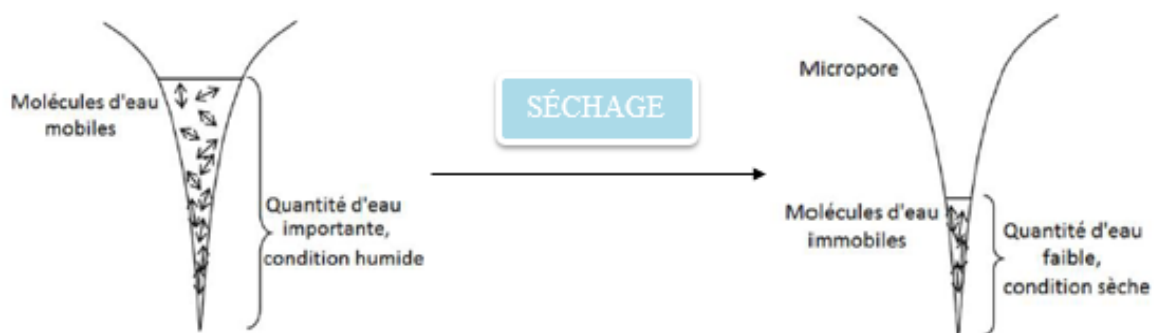 Molécules d'eau
mobiles
Quantité d'eau
importante,
condition humide
SÉCHAGE
Micropore
Molécules d'eau
immobiles
Quantité d'eau
faible,
condition sèche